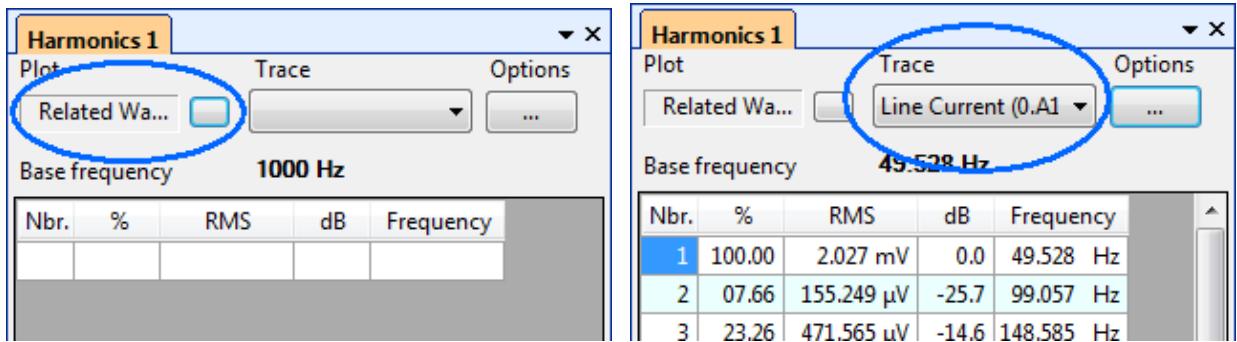 Harmonics 1
Plot Trace Options
Related Wa... ...
Base frequency 1000 Hz
Nbr. % RMS dB Frequency
Harmonics 1
Plot Trace Options
Related Wa... Line Current (0.A1 ...
Base frequency 49.528 Hz
Nbr. % RMS dB Frequency
1 100.00 2.027 mV 0.0 49.528 Hz
2 07.66 155.249 µV -25.7 99.057 Hz
3 23.26 471.565 µV -14.6 148.585 Hz